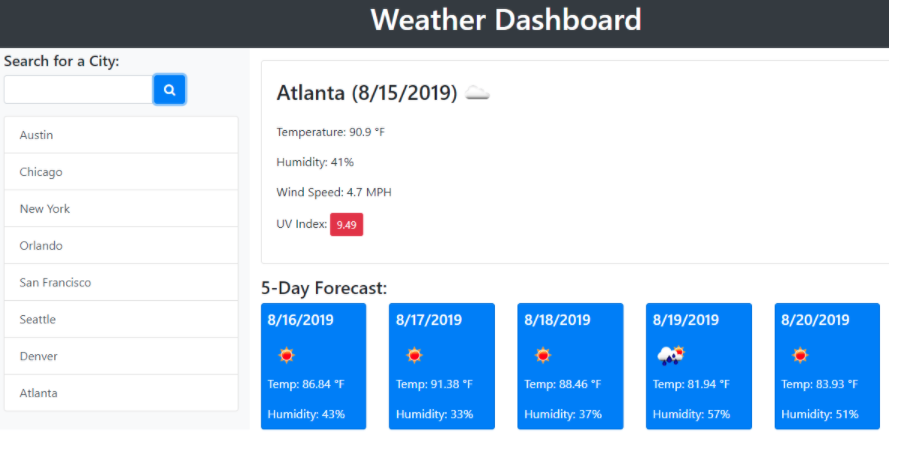 Weather Dashboard
Search for a City:
Austin
Chicago
New York
Orlando
San Francisco
Seattle
Denver
Atlanta
Atlanta (8/15/2019)
Temperature: 90.9 °F
Humidity: 41%
Wind Speed: 4.7 MPH
UV Index: 9.49
5-Day Forecast:
8/16/2019
Temp: 86.84 °F
Humidity: 43%
8/17/2019
Temp: 91.38 °F
Humidity: 33%
8/18/2019
Temp: 88.46 °F
Humidity: 37%
8/19/2019
Temp: 81.94 °F
Humidity: 57%
8/20/2019
Temp: 83.93 °F
Humidity: 51%